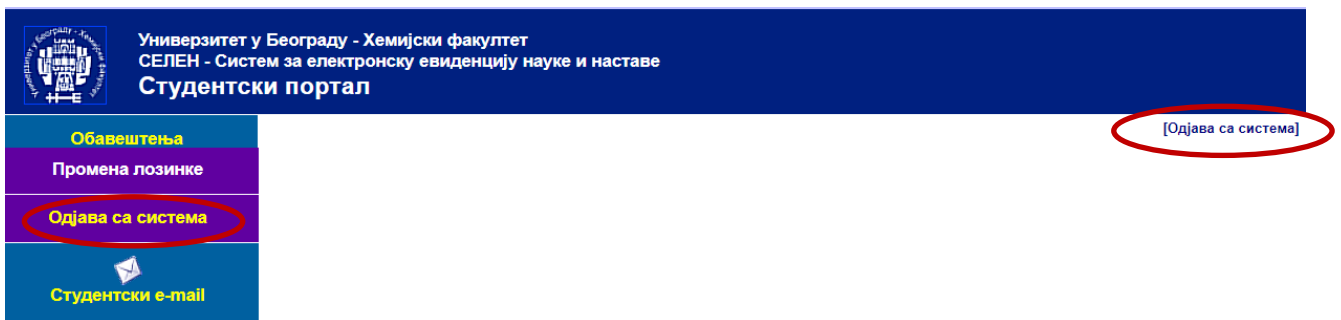 Универзитет у Београду - Хемијски факултет
СЕЛЕН - Систем за електронску евиденцију науке и наставе
Студентски портал
[Одјава са система]
Обавештења
Промена лозинке
Одјава са система
Студентски e-mail